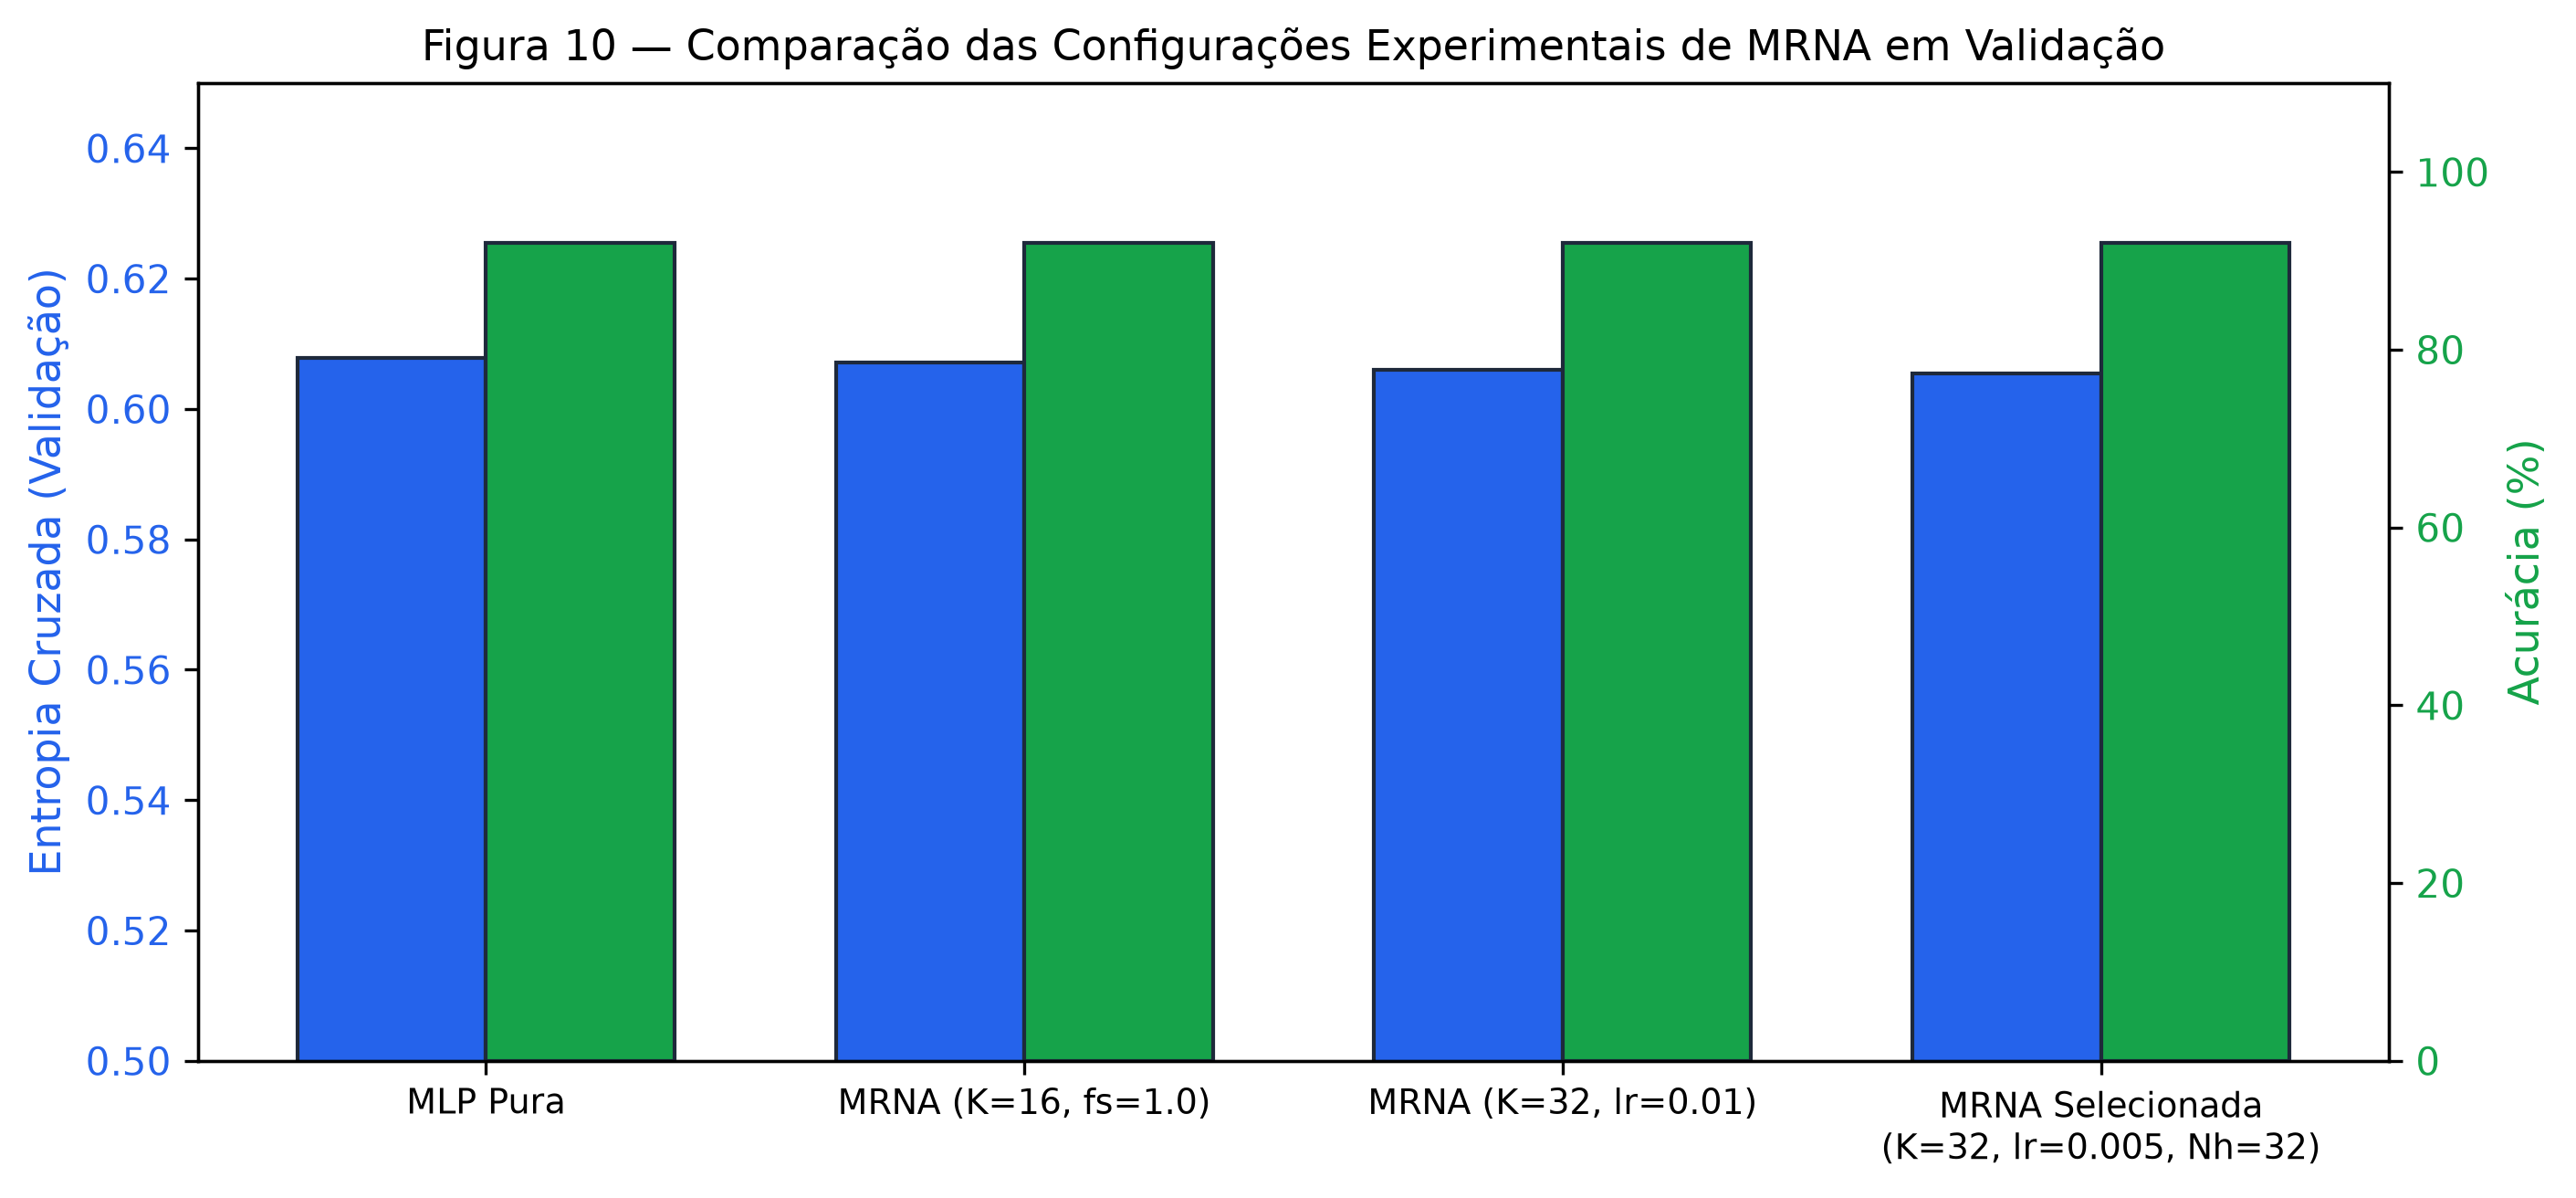 Figura 10 — Comparação das Configurações Experimentais de MRNA em Validação
Entropia Cruzada (Validação)
0.64
0.62
0.60
0.58
0.56
0.54
0.52
0.50
100
80
60
40
20
0
Acurácia (%)
MLP Pura
MRNA (K=16, fs=1.0)
MRNA (K=32, lr=0.01)
MRNA Selecionada
(K=32, lr=0.005, Nh=32)